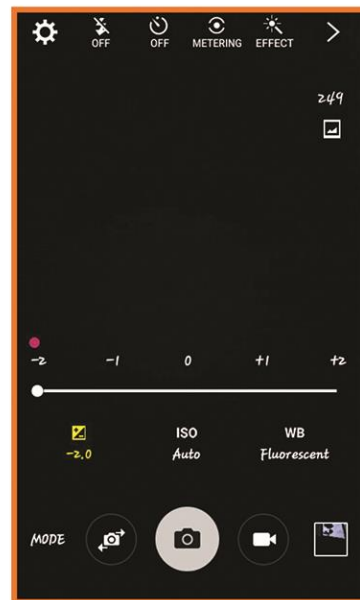 OFF OFF METERING EFFECT
249
-2 -1 0 +1 +2
ISO WB
-2.0 Auto Fluorescent
MODE